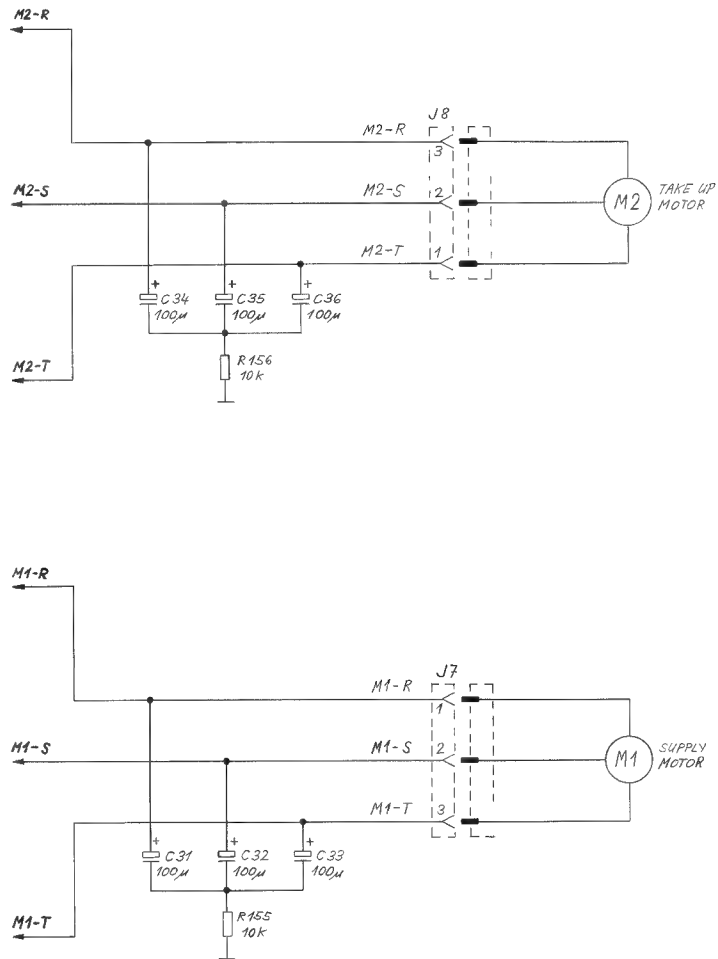 M2-R
J8
M2-R
3
M2-S
M2-S
2
M2
TAKE UP
MOTOR
M2-T
1
+
+
+
C34
100µ
C35
100µ
C36
100µ
M2-T
R156
10k
M1-R
J7
M1-R
1
M1-S
M1-S
2
M1
SUPPLY
MOTOR
M1-T
3
+
+
+
C31
100µ
C32
100µ
C33
100µ
M1-T
R155
10k